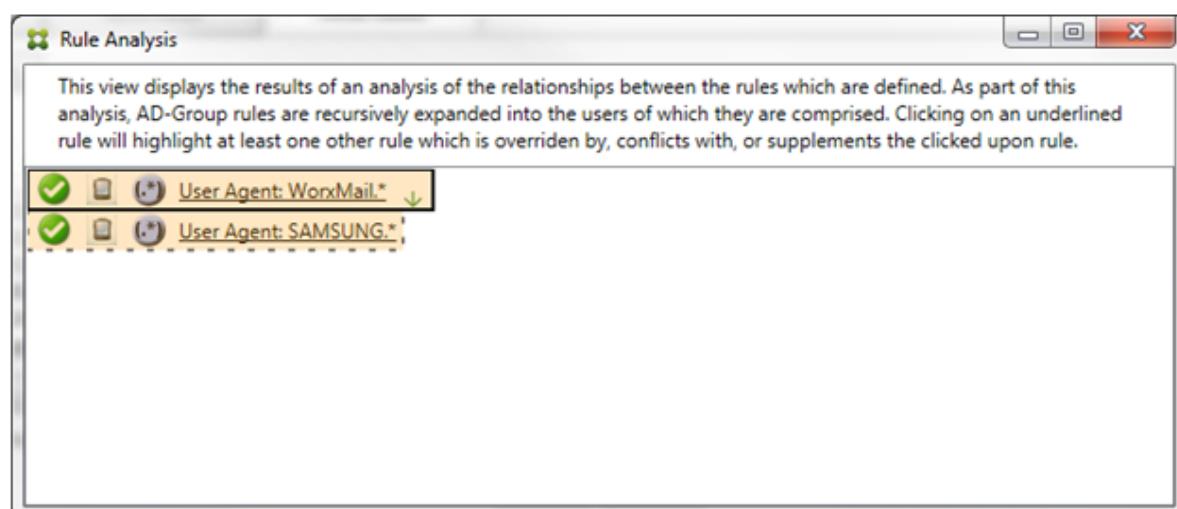 Rule Analysis
This view displays the results of an analysis of the relationships between the rules which are defined. As part of this
analysis, AD-Group rules are recursively expanded into the users of which they are comprised. Clicking on an underlined
rule will highlight at least one other rule which is overriden by, conflicts with, or supplements the clicked upon rule.
(.*) User Agent: WorxMail.*
(.*) User Agent: SAMSUNG.*